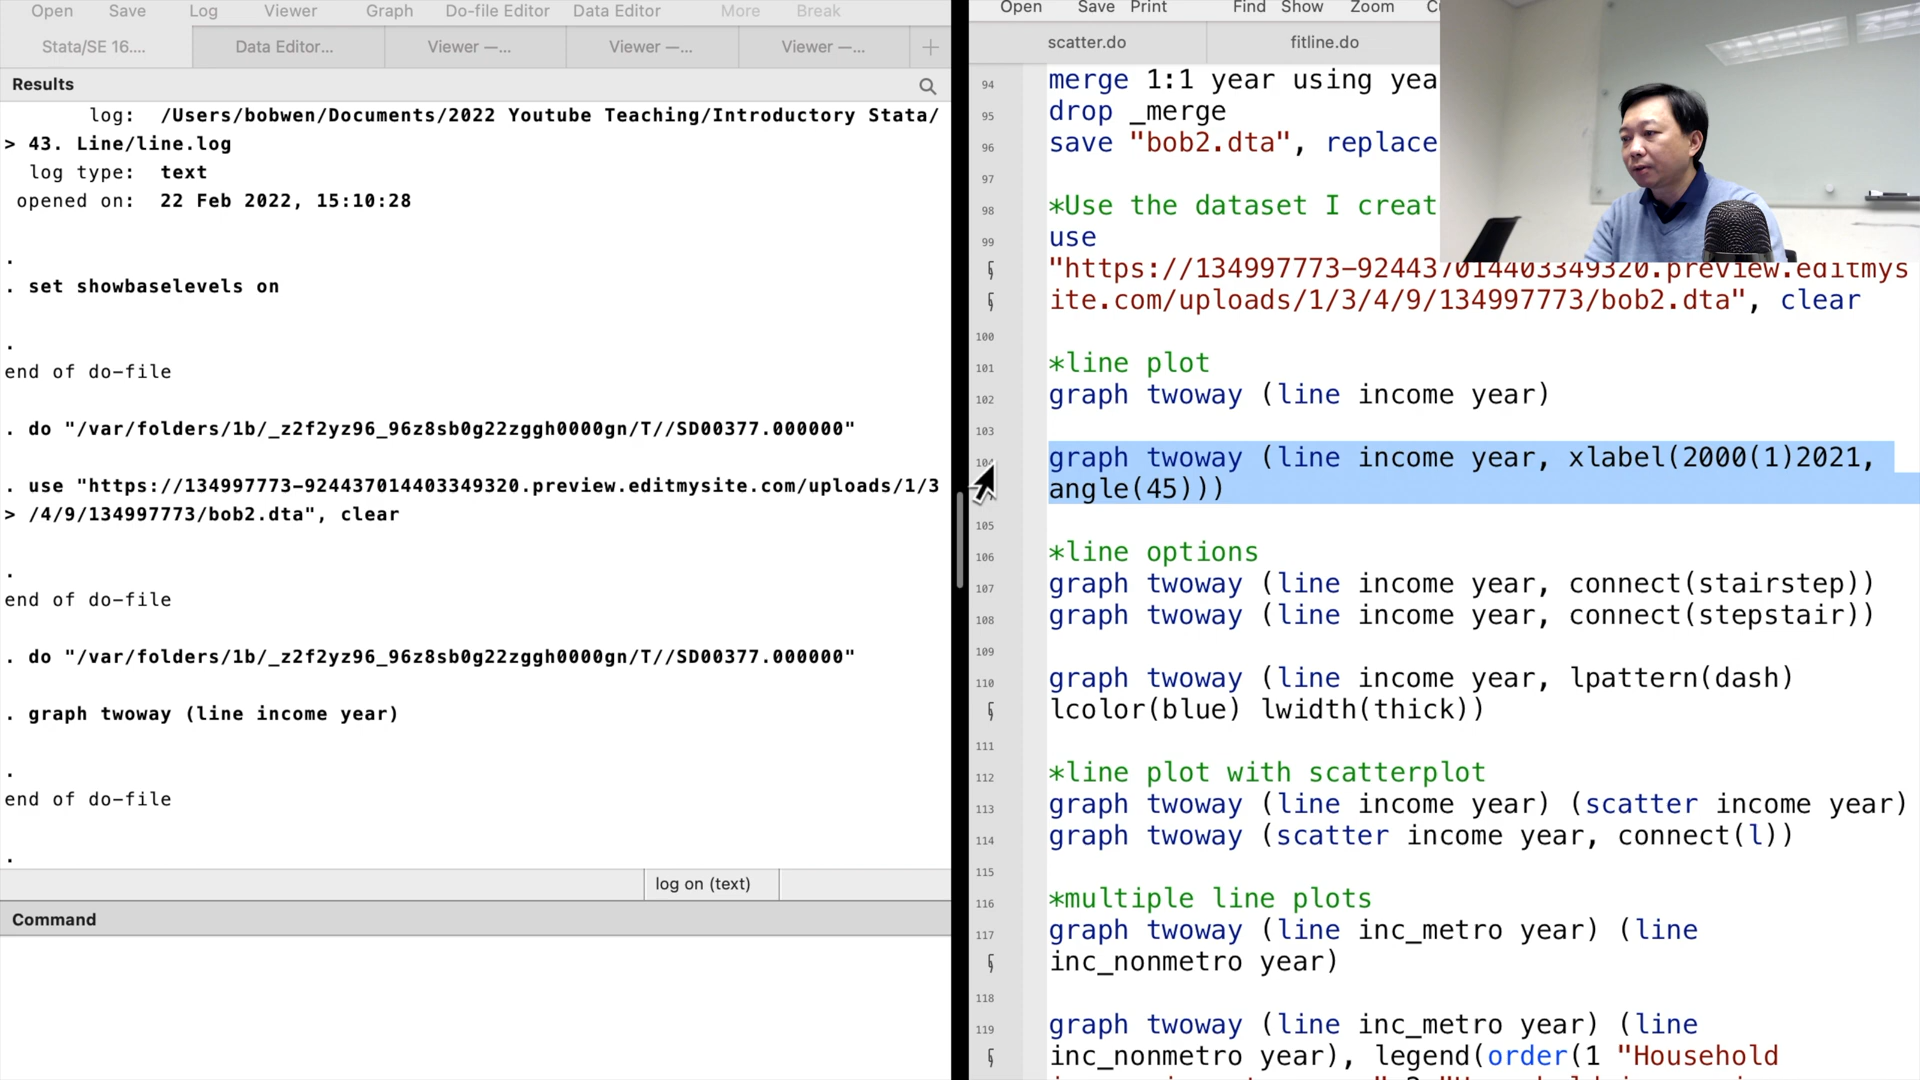 Open Save Log Viewer Graph Do-file Editor Data Editor More Break
Stata/SE 16.... Data Editor... Viewer —... Viewer —... Viewer —... +
Results
log: /Users/bobwen/Documents/2022 Youtube Teaching/Introductory Stata/
> 43. Line/line.log
log type: text
opened on: 22 Feb 2022, 15:10:28
.
. set showbaselevels on
.
end of do-file
. do "/var/folders/1b/_z2f2yz96_96z8sb0g22zggh0000gn/T//SD00377.000000"
. use "https://134997773-924437014403349320.preview.editmysite.com/uploads/1/3
> /4/9/134997773/bob2.dta", clear
.
end of do-file
. do "/var/folders/1b/_z2f2yz96_96z8sb0g22zggh0000gn/T//SD00377.000000"
. graph twoway (line income year)
.
end of do-file
.
log on (text)
Command
Open Save Print Find Show Zoom
scatter.do fitline.do
94 merge 1:1 year using yea
95 drop _merge
96 save "bob2.dta", replace
97
98 *Use the dataset I creat
99 use
"https://134997773-924437014403349320.preview.editmys
ite.com/uploads/1/3/4/9/134997773/bob2.dta", clear
100
101 *line plot
102 graph twoway (line income year)
103
104 graph twoway (line income year, xlabel(2000(1)2021,
angle(45)))
105
106 *line options
107 graph twoway (line income year, connect(stairstep))
108 graph twoway (line income year, connect(stepstair))
109
110 graph twoway (line income year, lpattern(dash)
lcolor(blue) lwidth(thick))
111
112 *line plot with scatterplot
113 graph twoway (line income year) (scatter income year)
114 graph twoway (scatter income year, connect(l))
115
116 *multiple line plots
117 graph twoway (line inc_metro year) (line
inc_nonmetro year)
118
119 graph twoway (line inc_metro year) (line
inc_nonmetro year), legend(order(1 "Household